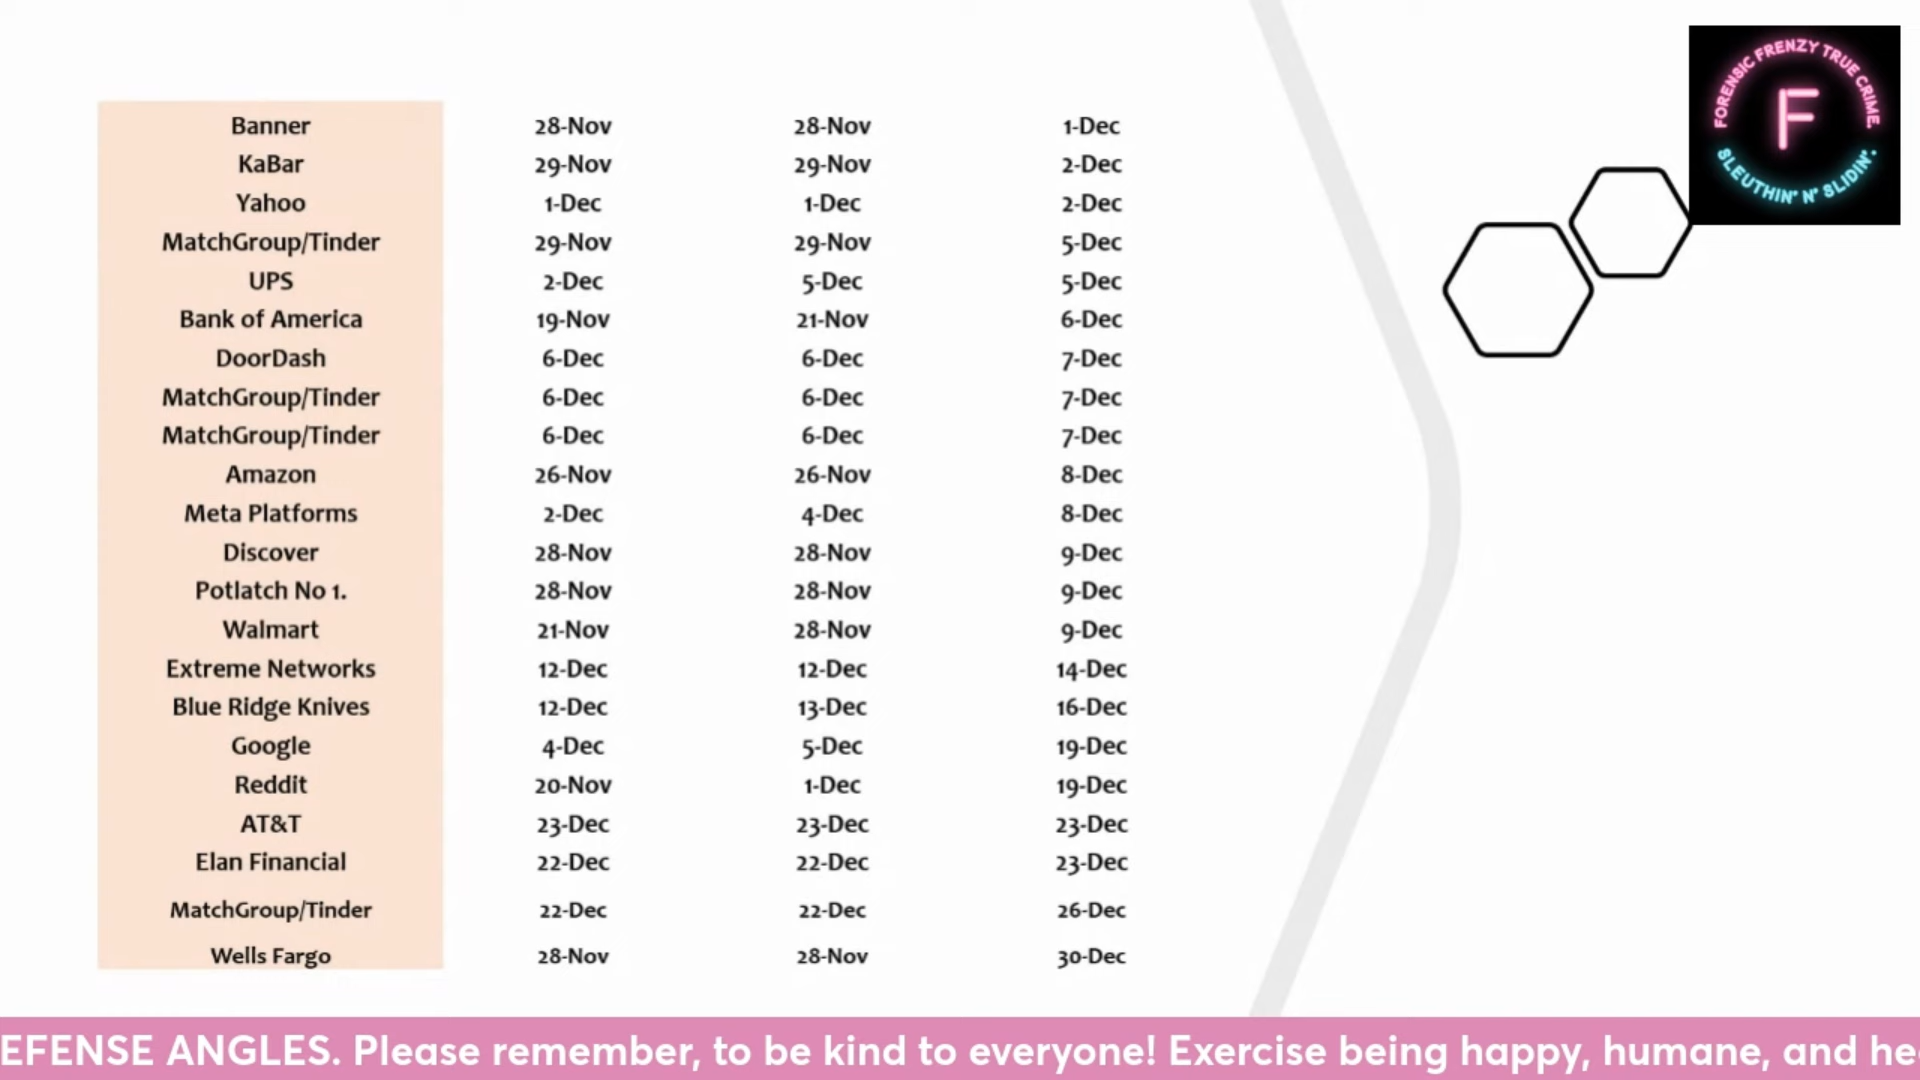 FORENSIC FRENZY TRUE CRIME.
F
SLEUTHIN' N' SLIDIN'.
Banner 28-Nov 28-Nov 1-Dec
KaBar 29-Nov 29-Nov 2-Dec
Yahoo 1-Dec 1-Dec 2-Dec
MatchGroup/Tinder 29-Nov 29-Nov 5-Dec
UPS 2-Dec 5-Dec 5-Dec
Bank of America 19-Nov 21-Nov 6-Dec
DoorDash 6-Dec 6-Dec 7-Dec
MatchGroup/Tinder 6-Dec 6-Dec 7-Dec
MatchGroup/Tinder 6-Dec 6-Dec 7-Dec
Amazon 26-Nov 26-Nov 8-Dec
Meta Platforms 2-Dec 4-Dec 8-Dec
Discover 28-Nov 28-Nov 9-Dec
Potlatch No 1. 28-Nov 28-Nov 9-Dec
Walmart 21-Nov 28-Nov 9-Dec
Extreme Networks 12-Dec 12-Dec 14-Dec
Blue Ridge Knives 12-Dec 13-Dec 16-Dec
Google 4-Dec 5-Dec 19-Dec
Reddit 20-Nov 1-Dec 19-Dec
AT&T 23-Dec 23-Dec 23-Dec
Elan Financial 22-Dec 22-Dec 23-Dec
MatchGroup/Tinder 22-Dec 22-Dec 26-Dec
Wells Fargo 28-Nov 28-Nov 30-Dec
EFENSE ANGLES. Please remember, to be kind to everyone! Exercise being happy, humane, and he